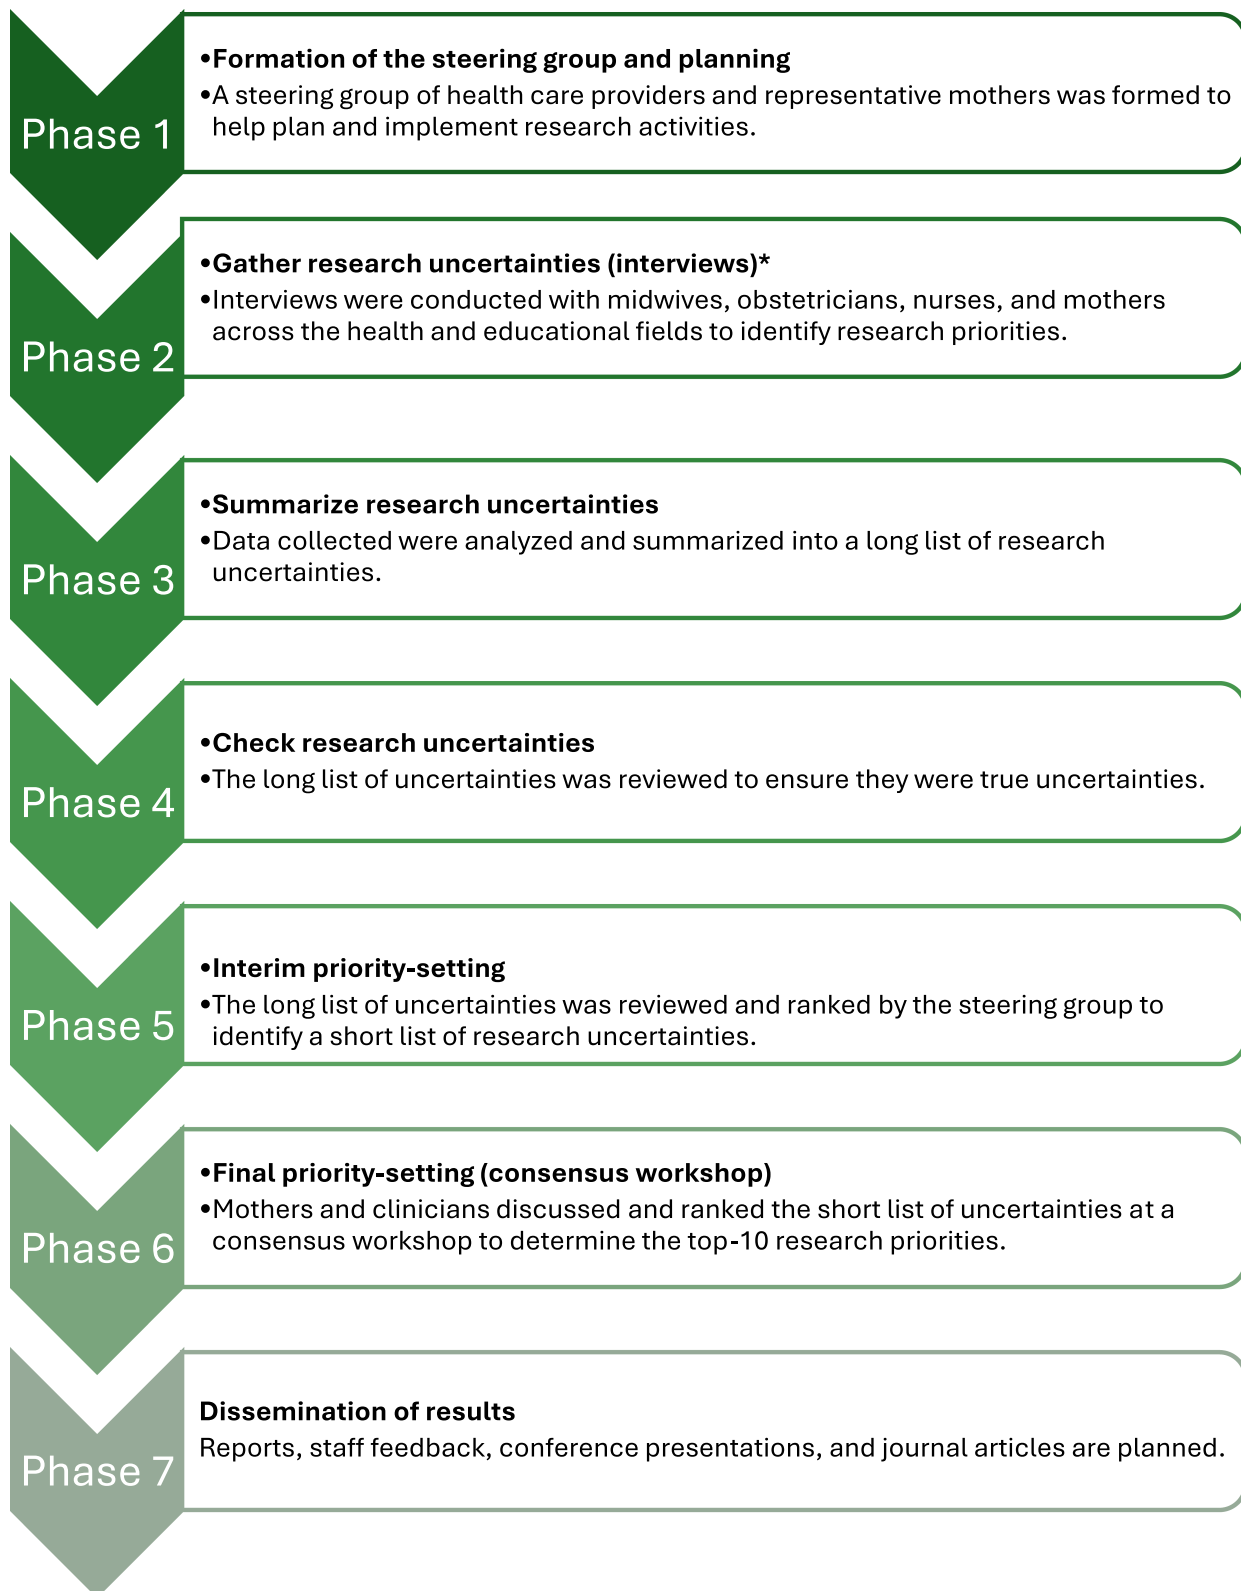 Phase 1
•Formation of the steering group and planning
•A steering group of health care providers and representative mothers was formed to
help plan and implement research activities.
Phase 2
•Gather research uncertainties (interviews)*
•Interviews were conducted with midwives, obstetricians, nurses, and mothers
across the health and educational fields to identify research priorities.
Phase 3
•Summarize research uncertainties
•Data collected were analyzed and summarized into a long list of research
uncertainties.
Phase 4
•Check research uncertainties
•The long list of uncertainties was reviewed to ensure they were true uncertainties.
Phase 5
•Interim priority-setting
•The long list of uncertainties was reviewed and ranked by the steering group to
identify a short list of research uncertainties.
Phase 6
•Final priority-setting (consensus workshop)
•Mothers and clinicians discussed and ranked the short list of uncertainties at a
consensus workshop to determine the top-10 research priorities.
Phase 7
Dissemination of results
Reports, staff feedback, conference presentations, and journal articles are planned.